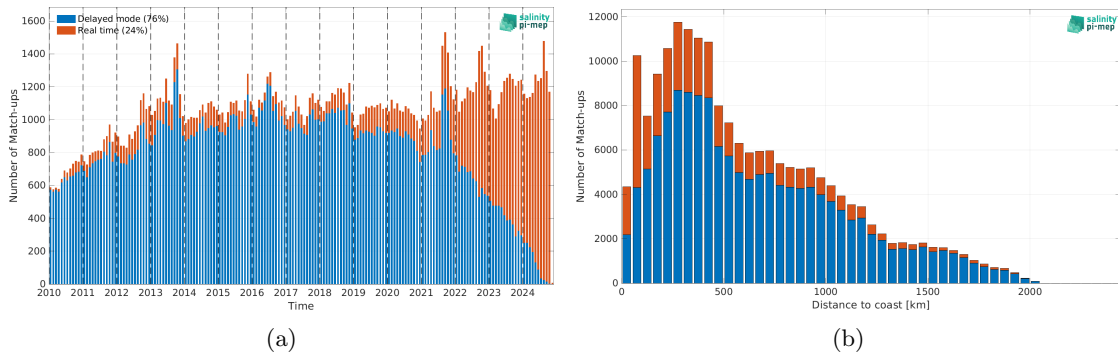 Delayed mode (76%)
Real time (24%)
salinity
pi-mep
Number of Match-ups
1600
1400
1200
1000
800
600
400
200
0
2010 2011 2012 2013 2014 2015 2016 2017 2018 2019 2020 2021 2022 2023 2024
Time
(a)
salinity
pi-mep
Number of Match-ups
12000
10000
8000
6000
4000
2000
0
0 500 1000 1500 2000
Distance to coast [km]
(b)